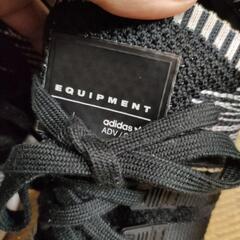 EQUIPMENT
adidas
ADV /